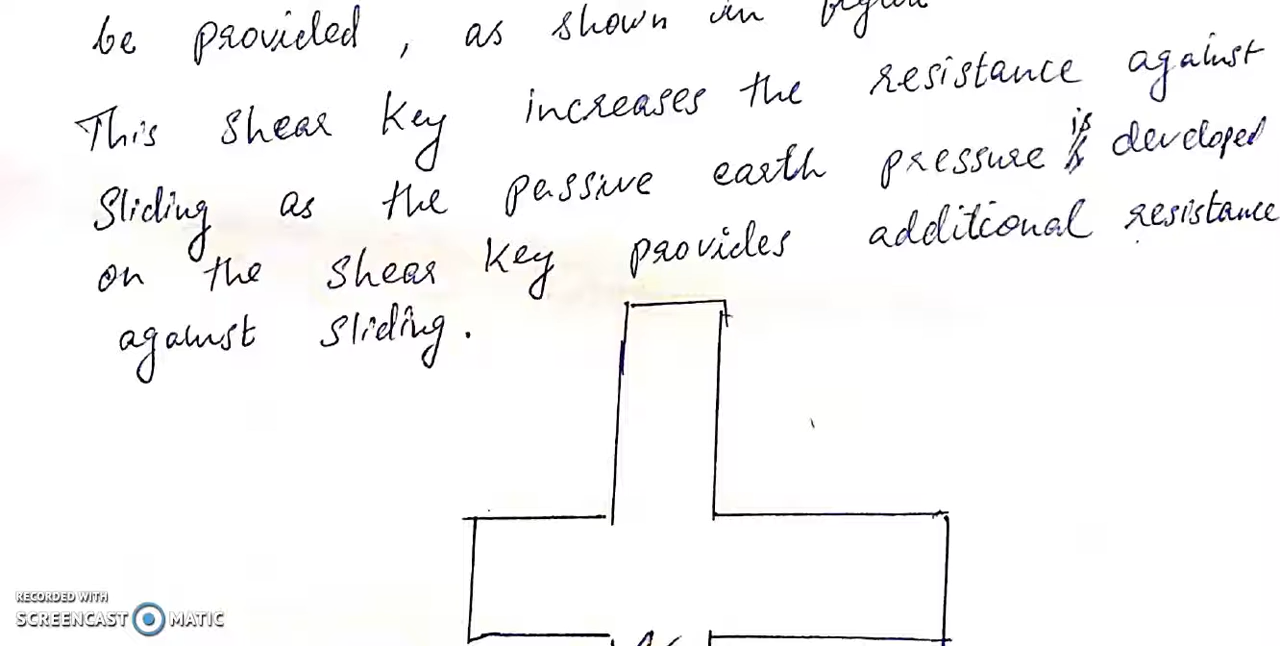 be provided, as shown in figure
This shear key increases the resistance against
sliding as the passive earth pressure is developed
on the shear key provides additional resistance
against sliding.
RECORDED WITH
SCREENCAST MATIC